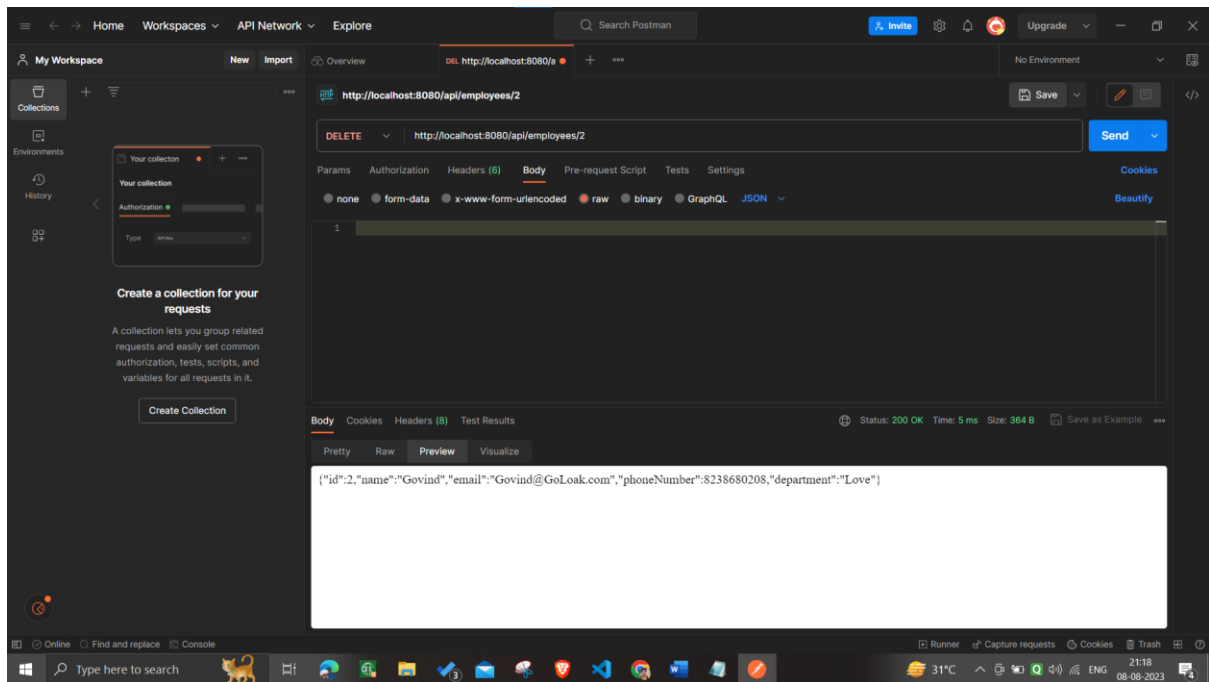 Home Workspaces API Network Explore Search Postman Invite Upgrade
My Workspace New Import Overview DEL http://localhost:8080/a No Environment
Collections
Environments
History
http://localhost:8080/api/employees/2 Save
DELETE http://localhost:8080/api/employees/2 Send
Params Authorization Headers (6) Body Pre-request Script Tests Settings Cookies
none form-data x-www-form-urlencoded raw binary GraphQL JSON Beautify
1
Your collecton
Your collection
Authorization
Type API Key
Create a collection for your
requests
A collection lets you group related
requests and easily set common
authorization, tests, scripts, and
variables for all requests in it.
Create Collection
Body Cookies Headers (8) Test Results Status: 200 OK Time: 5 ms Size: 364 B Save as Example
Pretty Raw Preview Visualize
{"id":2,"name":"Govind","email":"Govind@GoLoak.com","phoneNumber":8238680208,"department":"Love"}
Online Find and replace Console Runner Capture requests Cookies Trash
Type here to search 3 31°C ENG 21:18
08-08-2023 4